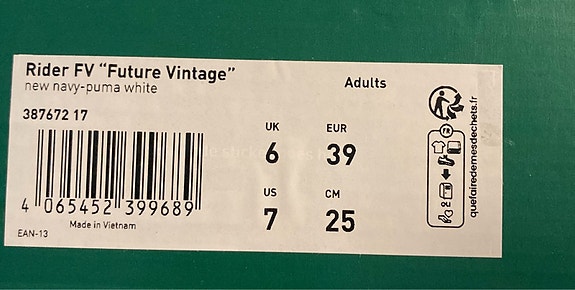 Rider FV “Future Vintage”
new navy-puma white
Adults
387672 17
UK
6
EUR
39
US
7
CM
25
4 065452 399689
Made in Vietnam
EAN-13
FR
quefairedemesdechets.fr